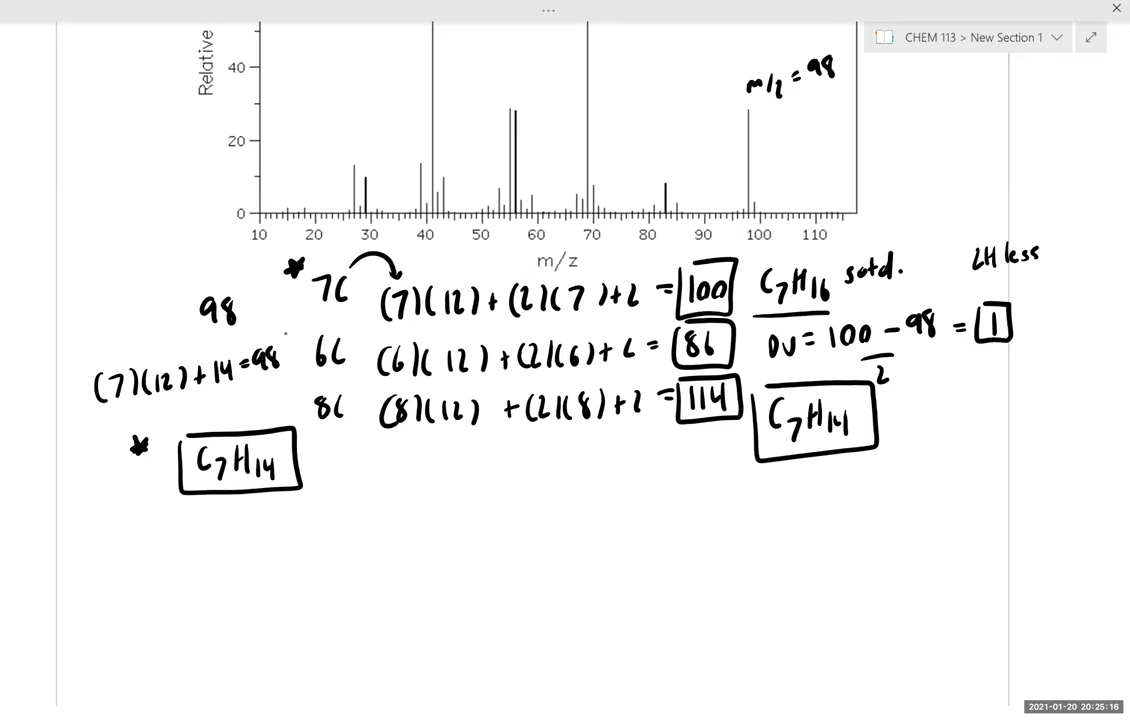 CHEM 113 > New Section 1
Relative
40
20
0
m/z = 98
10 20 30 40 50 60 70 80 90 100 110
m/z
2H less
* 7C (7)(12) + (2)(7) + 2 = 100 C7H16 satd.
98
6C (6)(12) + (2)(6) + 2 = 86 DU = 100 - 98 = 1
2
(7)(12) + 14 = 98
8C (8)(12) + (2)(8) + 2 = 114 C7H14
* C7H14
2021-01-20 20:25:16